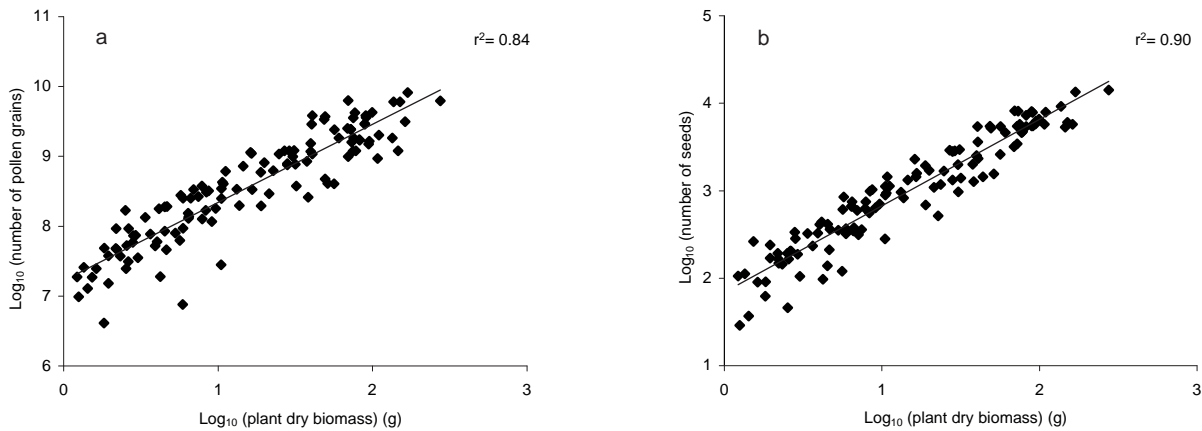 a
r²= 0.84
11
10
9
8
7
6
0
1
2
3
Log₁₀ (number of pollen grains)
Log₁₀ (plant dry biomass) (g)
b
r²= 0.90
5
4
3
2
1
0
1
2
3
Log₁₀ (number of seeds)
Log₁₀ (plant dry biomass) (g)